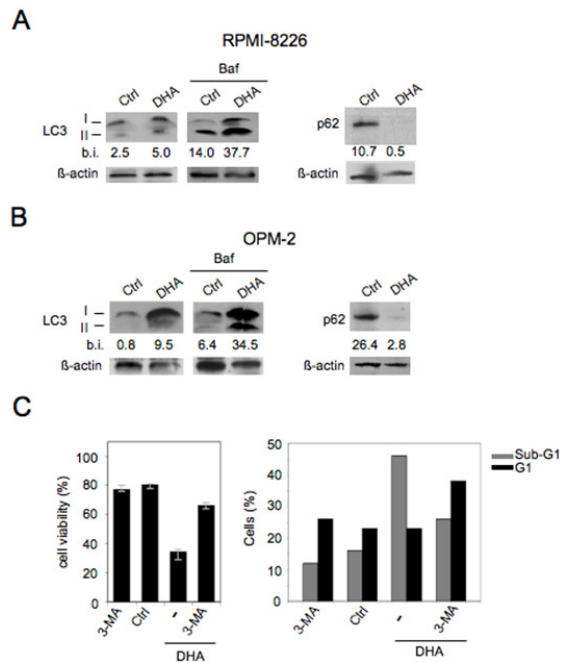 A
RPMI-8226
Baf
Ctrl DHA Ctrl DHA Ctrl DHA
I
LC3
II
p62
b.i. 2.5 5.0 14.0 37.7 10.7 0.5
ß-actin ß-actin
B
OPM-2
Baf
Ctrl DHA Ctrl DHA Ctrl DHA
I
LC3
II
p62
b.i. 0.8 9.5 6.4 34.5 26.4 2.8
ß-actin ß-actin
C
cell viability (%)
100
80
60
40
20
0
3-MA Ctrl - 3-MA
DHA
Cells (%)
50
40
30
20
10
0
3-MA Ctrl - 3-MA
DHA
Sub-G1
G1